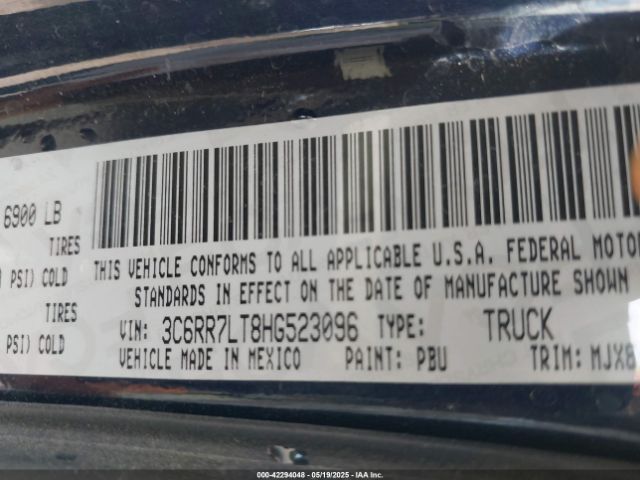 6900 LB
TIRES
PSI) COLD
TIRES
PSI) COLD
THIS VEHICLE CONFORMS TO ALL APPLICABLE U.S.A. FEDERAL MOTOR
STANDARDS IN EFFECT ON THE DATE OF MANUFACTURE SHOWN
VIN: 3C6RR7LT8HG523096 TYPE: TRUCK
VEHICLE MADE IN MEXICO PAINT: PBU TRIM: MJX8
000-42294048 — 05/19/2025 — IAA Inc.